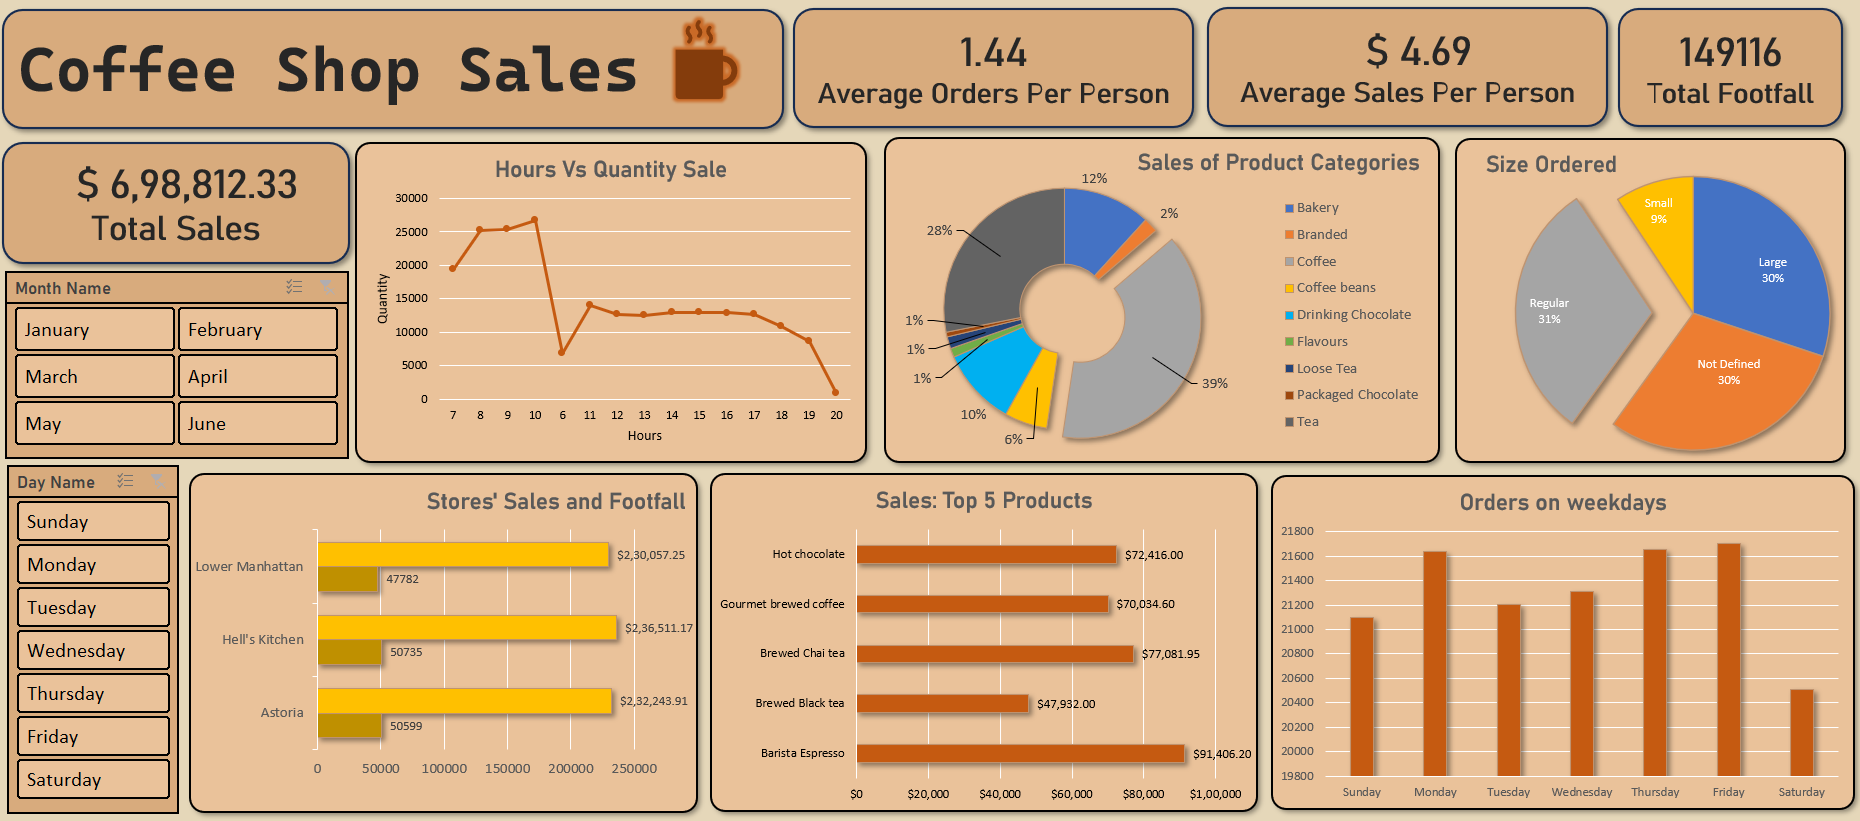 Coffee Shop Sales
1.44
Average Orders Per Person
$ 4.69
Average Sales Per Person
149116
Total Footfall
$ 6,98,812.33
Total Sales
Month Name
January
February
March
April
May
June
Hours Vs Quantity Sale
30000
25000
20000
15000
10000
5000
0
Quantity
7 8 9 10 6 11 12 13 14 15 16 17 18 19 20
Hours
Sales of Product Categories
12%
2%
28%
1%
1%
1%
10%
6%
39%
Bakery
Branded
Coffee
Coffee beans
Drinking Chocolate
Flavours
Loose Tea
Packaged Chocolate
Tea
Size Ordered
Small
9%
Large
30%
Regular
31%
Not Defined
30%
Day Name
Sunday
Monday
Tuesday
Wednesday
Thursday
Friday
Saturday
Stores' Sales and Footfall
Lower Manhattan
$2,30,057.25
47782
Hell's Kitchen
$2,36,511.17
50735
Astoria
$2,32,243.91
50599
0 50000 100000 150000 200000 250000
Sales: Top 5 Products
Hot chocolate
$72,416.00
Gourmet brewed coffee
$70,034.60
Brewed Chai tea
$77,081.95
Brewed Black tea
$47,932.00
Barista Espresso
$91,406.20
$0 $20,000 $40,000 $60,000 $80,000 $1,00,000
Orders on weekdays
21800
21600
21400
21200
21000
20800
20600
20400
20200
20000
19800
Sunday Monday Tuesday Wednesday Thursday Friday Saturday